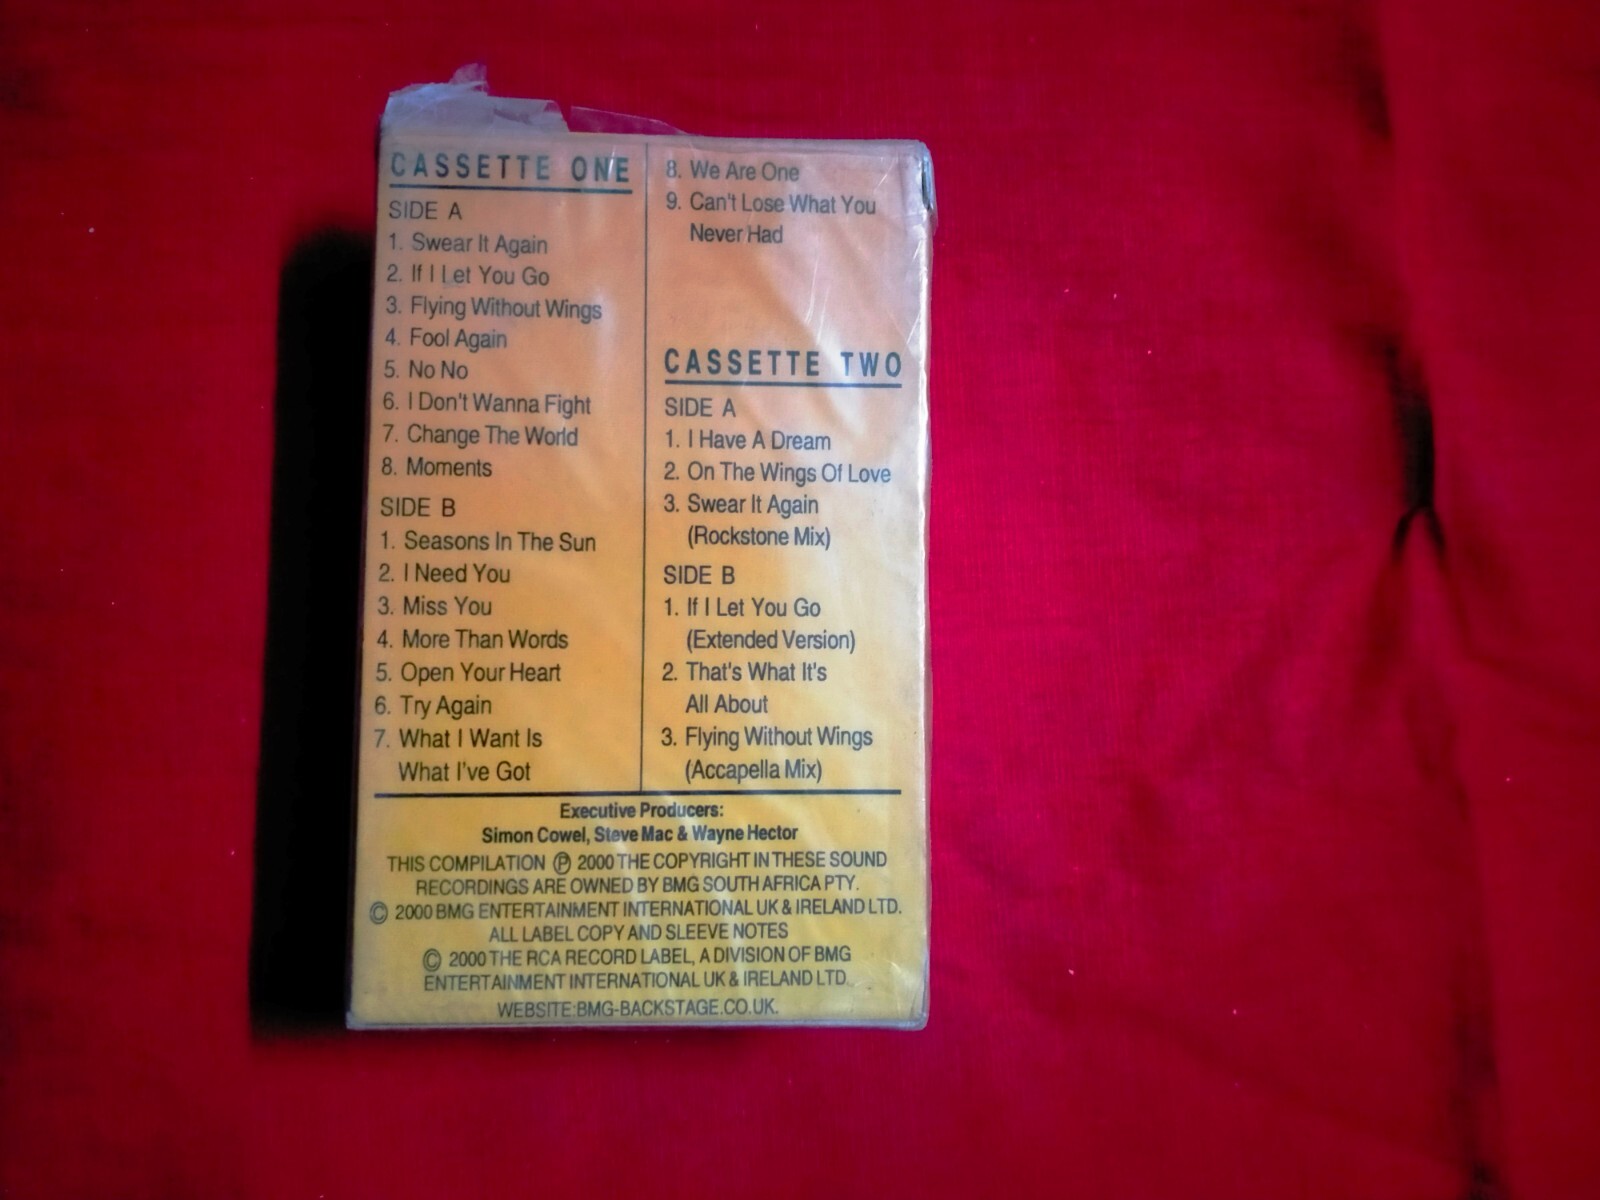 CASSETTE ONE
SIDE A
1. Swear It Again
2. If I Let You Go
3. Flying Without Wings
4. Fool Again
5. No No
6. I Don't Wanna Fight
7. Change The World
8. Moments
SIDE B
1. Seasons In The Sun
2. I Need You
3. Miss You
4. More Than Words
5. Open Your Heart
6. Try Again
7. What I Want Is
What I've Got
8. We Are One
9. Can't Lose What You
Never Had
CASSETTE TWO
SIDE A
1. I Have A Dream
2. On The Wings Of Love
3. Swear It Again
(Rockstone Mix)
SIDE B
1. If I Let You Go
(Extended Version)
2. That's What It's
All About
3. Flying Without Wings
(Accapella Mix)
Executive Producers:
Simon Cowel, Steve Mac & Wayne Hector
THIS COMPILATION Ⓟ 2000 THE COPYRIGHT IN THESE SOUND
RECORDINGS ARE OWNED BY BMG SOUTH AFRICA PTY.
© 2000 BMG ENTERTAINMENT INTERNATIONAL UK & IRELAND LTD.
ALL LABEL COPY AND SLEEVE NOTES
© 2000 THE RCA RECORD LABEL, A DIVISION OF BMG
ENTERTAINMENT INTERNATIONAL UK & IRELAND LTD.
WEBSITE:BMG-BACKSTAGE.CO.UK.